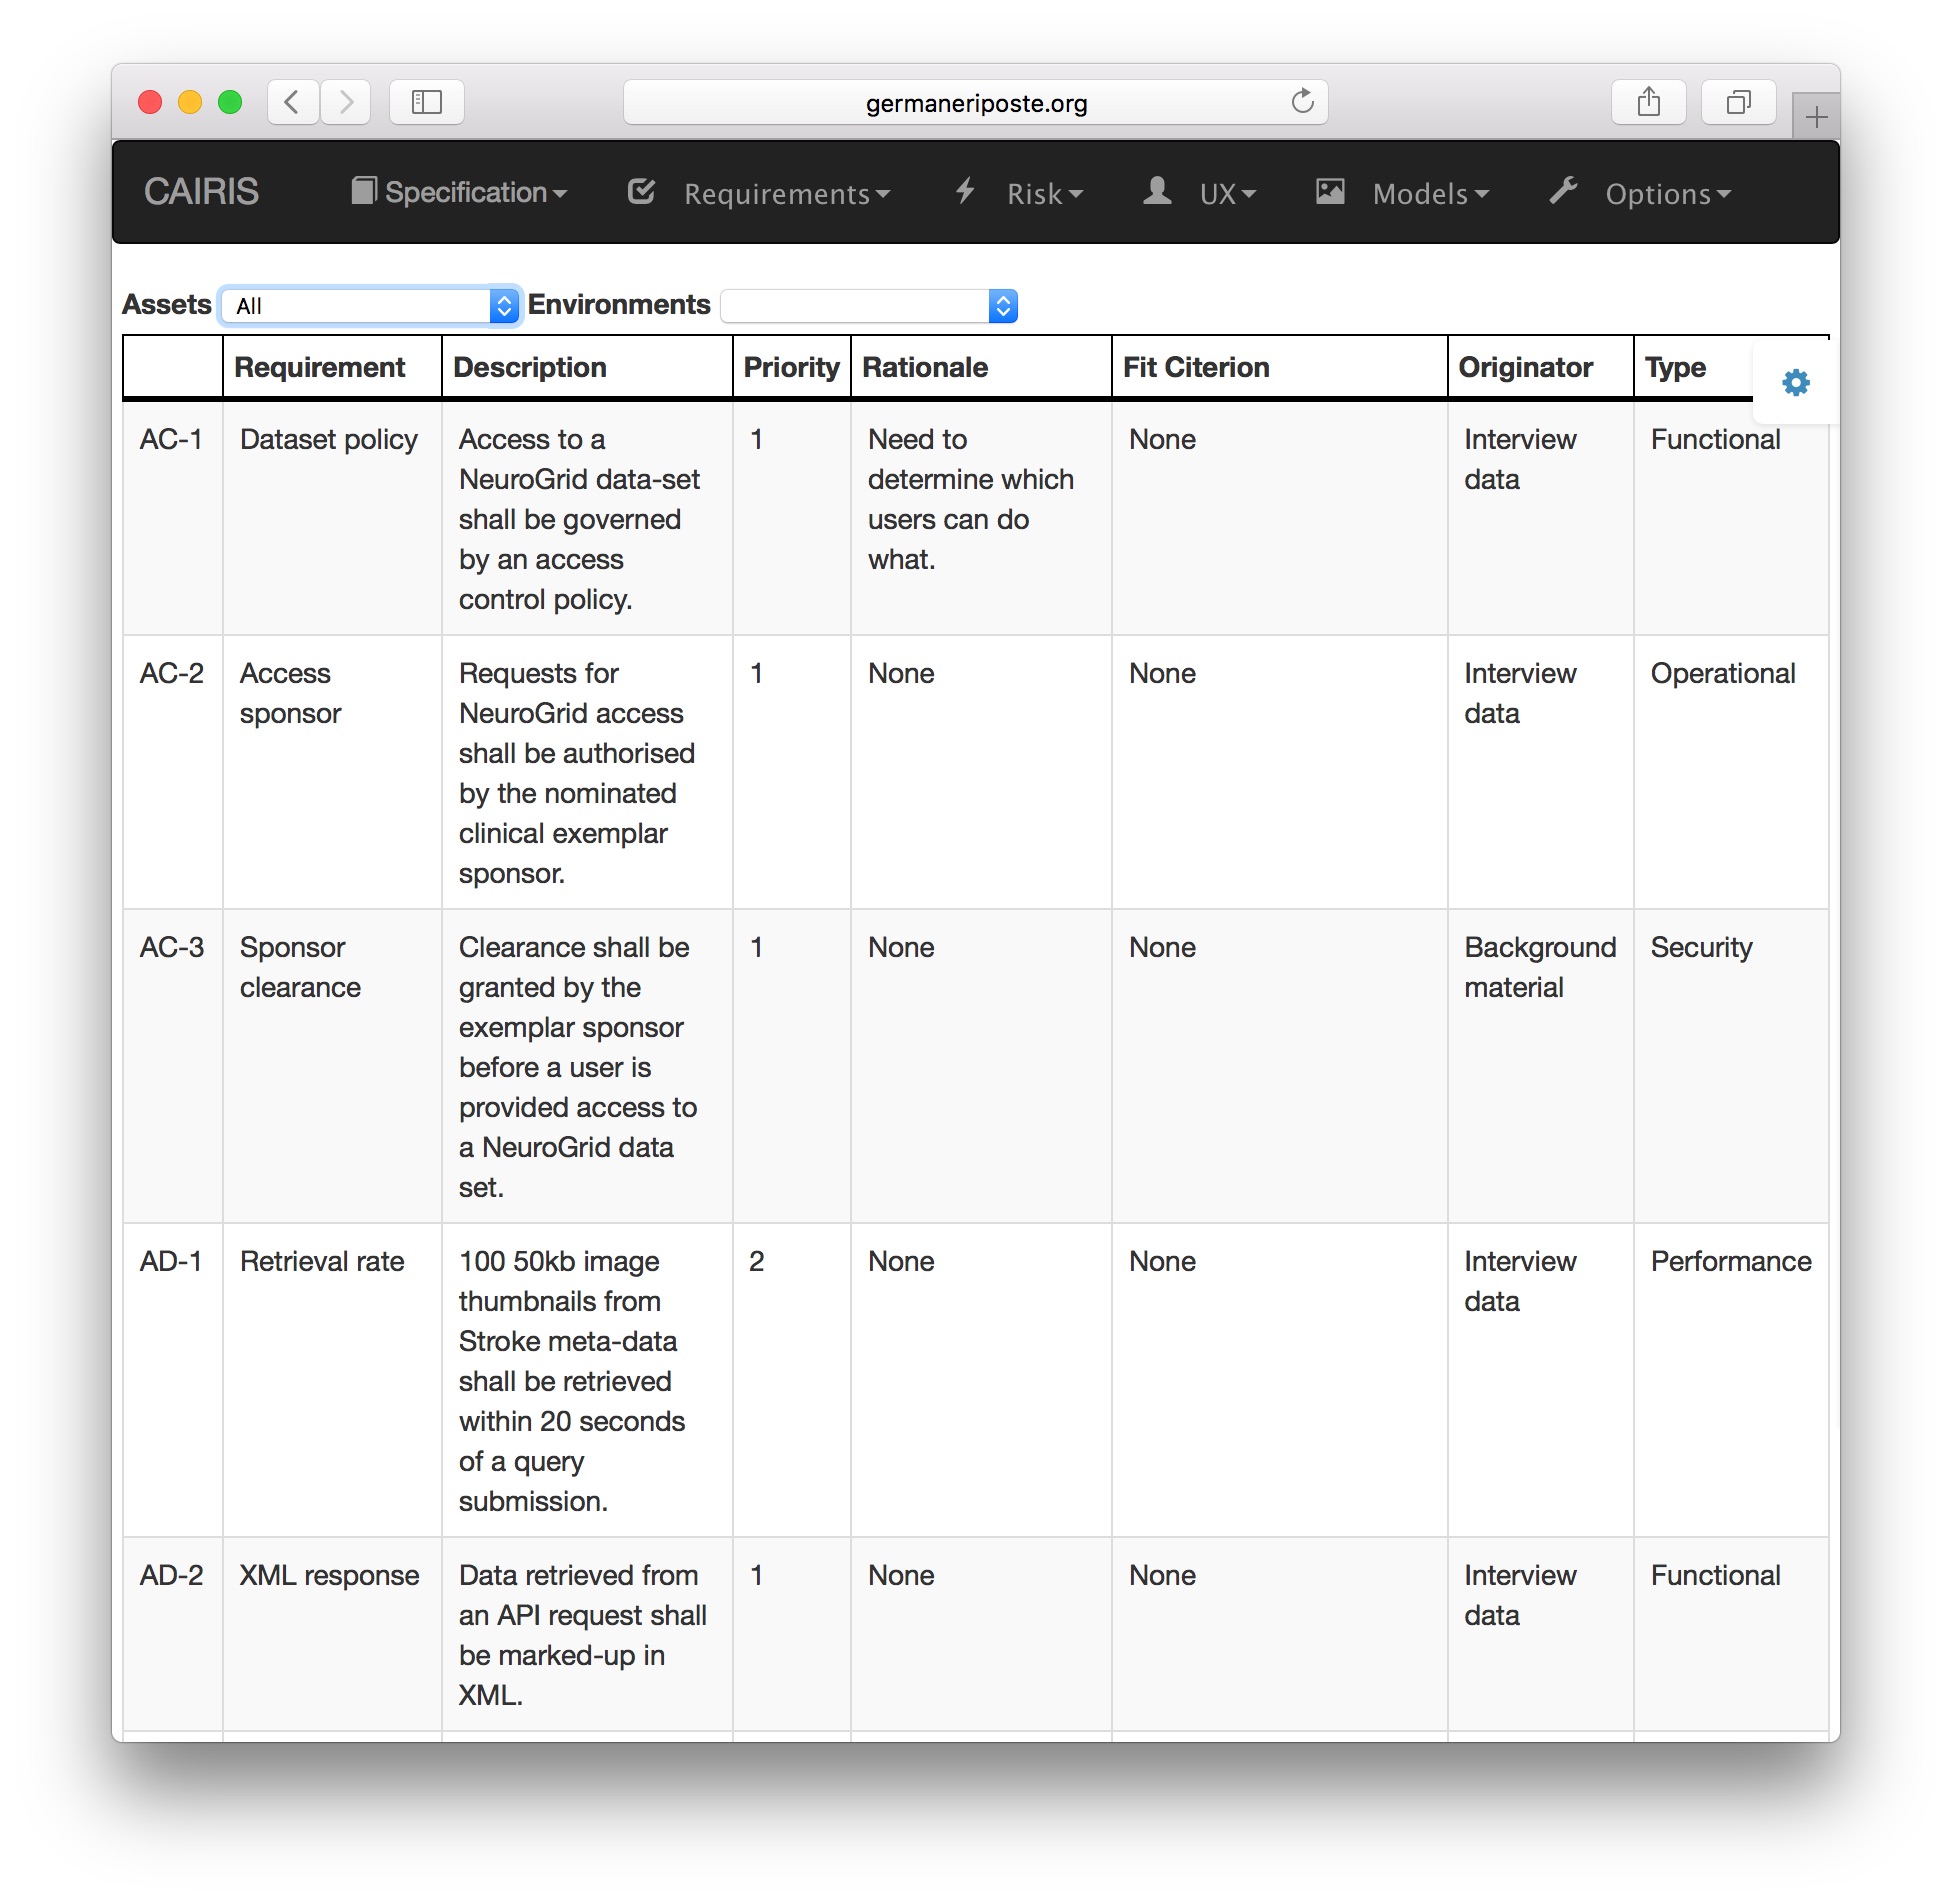 germaneriposte.org
CAIRIS Specification Requirements Risk UX Models Options
Assets All Environments
Requirement Description Priority Rationale Fit Citerion Originator Type
AC-1 Dataset policy Access to a 1 Need to None Interview Functional
NeuroGrid data-set determine which data
shall be governed users can do
by an access what.
control policy.
AC-2 Access Requests for 1 None None Interview Operational
sponsor NeuroGrid access data
shall be authorised
by the nominated
clinical exemplar
sponsor.
AC-3 Sponsor Clearance shall be 1 None None Background Security
clearance granted by the material
exemplar sponsor
before a user is
provided access to
a NeuroGrid data
set.
AD-1 Retrieval rate 100 50kb image 2 None None Interview Performance
thumbnails from data
Stroke meta-data
shall be retrieved
within 20 seconds
of a query
submission.
AD-2 XML response Data retrieved from 1 None None Interview Functional
an API request shall data
be marked-up in
XML.